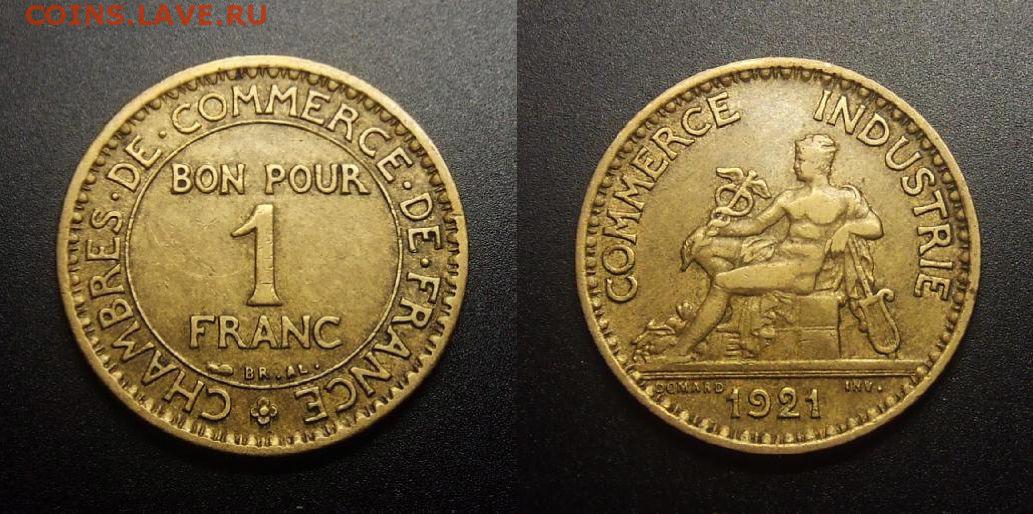 COINS.LAVE.RU
CHAMBRES·DE·COMMERCE·DE·FRANCE
BON POUR
1
FRANC
BR.AL.
COMMERCE INDUSTRIE
DOMARD INV.
1921